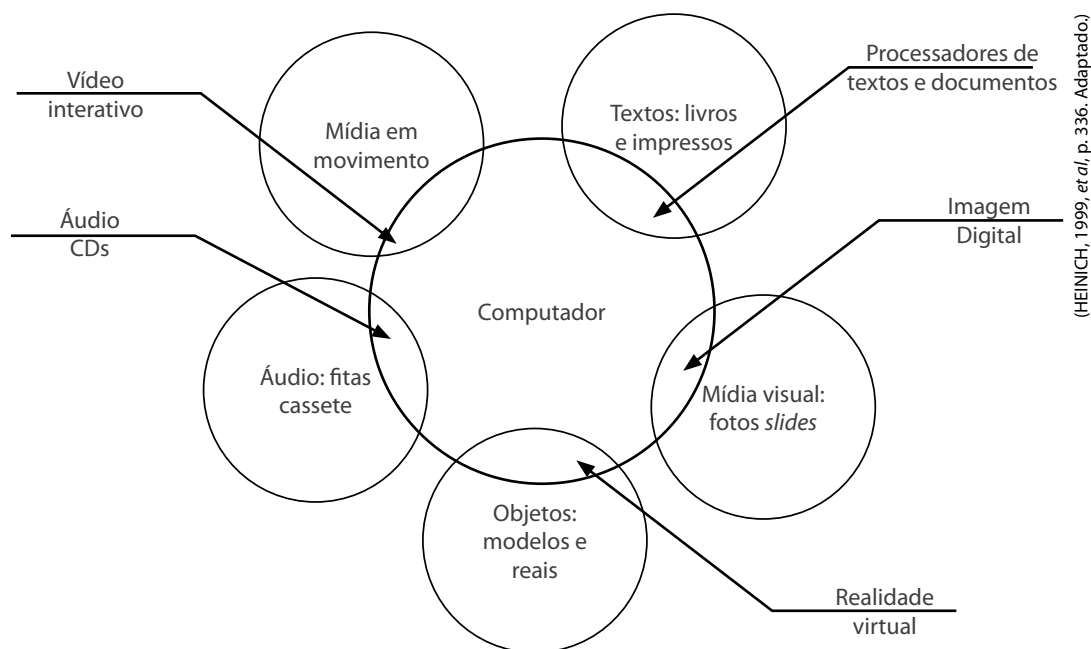 Vídeo
interativo
Mídia em
movimento
Textos: livros
e impressos
Processadores de
textos e documentos
Áudio
CDs
Imagem
Digital
Computador
Áudio: fitas
cassete
Mídia visual:
fotos slides
Objetos:
modelos e
reais
Realidade
virtual
(HEINICH, 1999, et al, p. 336. Adaptado.)